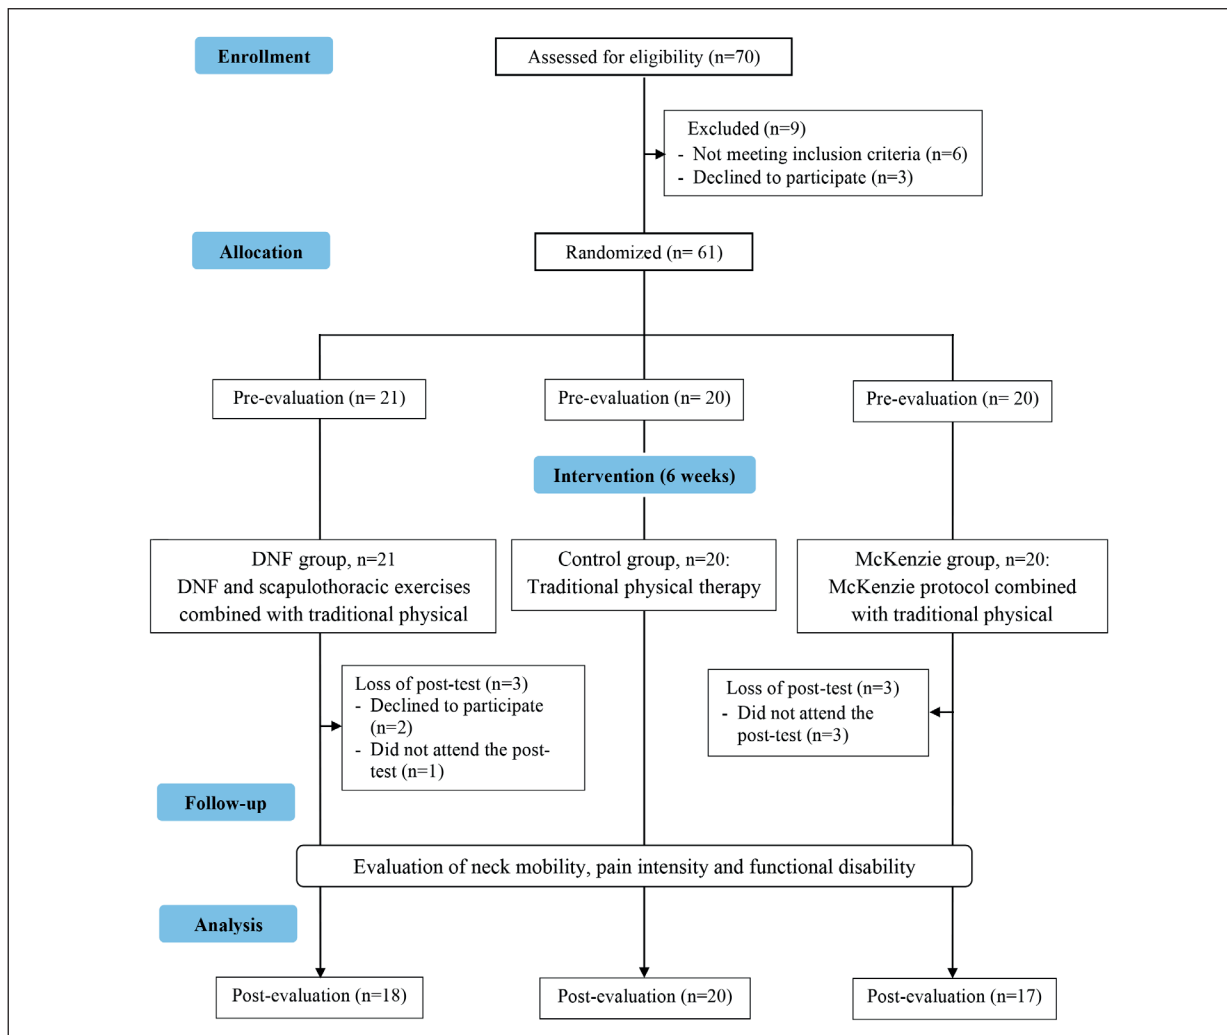 Enrollment
Assessed for eligibility (n=70)
Excluded (n=9)
- Not meeting inclusion criteria (n=6)
- Declined to participate (n=3)
Allocation
Randomized (n= 61)
Pre-evaluation (n= 21)
Pre-evaluation (n= 20)
Pre-evaluation (n= 20)
Intervention (6 weeks)
DNF group, n=21
DNF and scapulothoracic exercises
combined with traditional physical
Control group, n=20:
Traditional physical therapy
McKenzie group, n=20:
McKenzie protocol combined
with traditional physical
Loss of post-test (n=3)
- Declined to participate
(n=2)
- Did not attend the post-
test (n=1)
Loss of post-test (n=3)
- Did not attend the
post-test (n=3)
Follow-up
Evaluation of neck mobility, pain intensity and functional disability
Analysis
Post-evaluation (n=18)
Post-evaluation (n=20)
Post-evaluation (n=17)